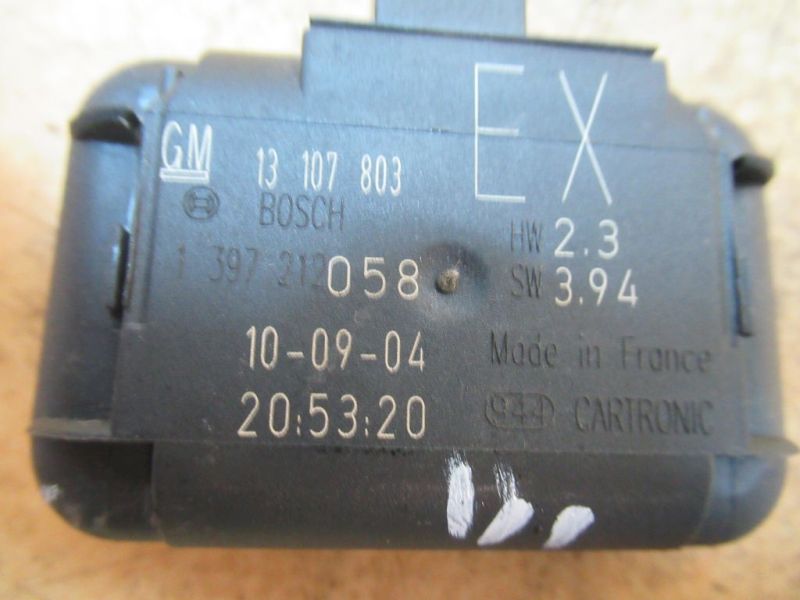 EX
GM 13 107 803
BOSCH
HW 2.3
1 397 212 058
SW 3.94
10-09-04
Made in France
20:53:20
944 CARTRONIC